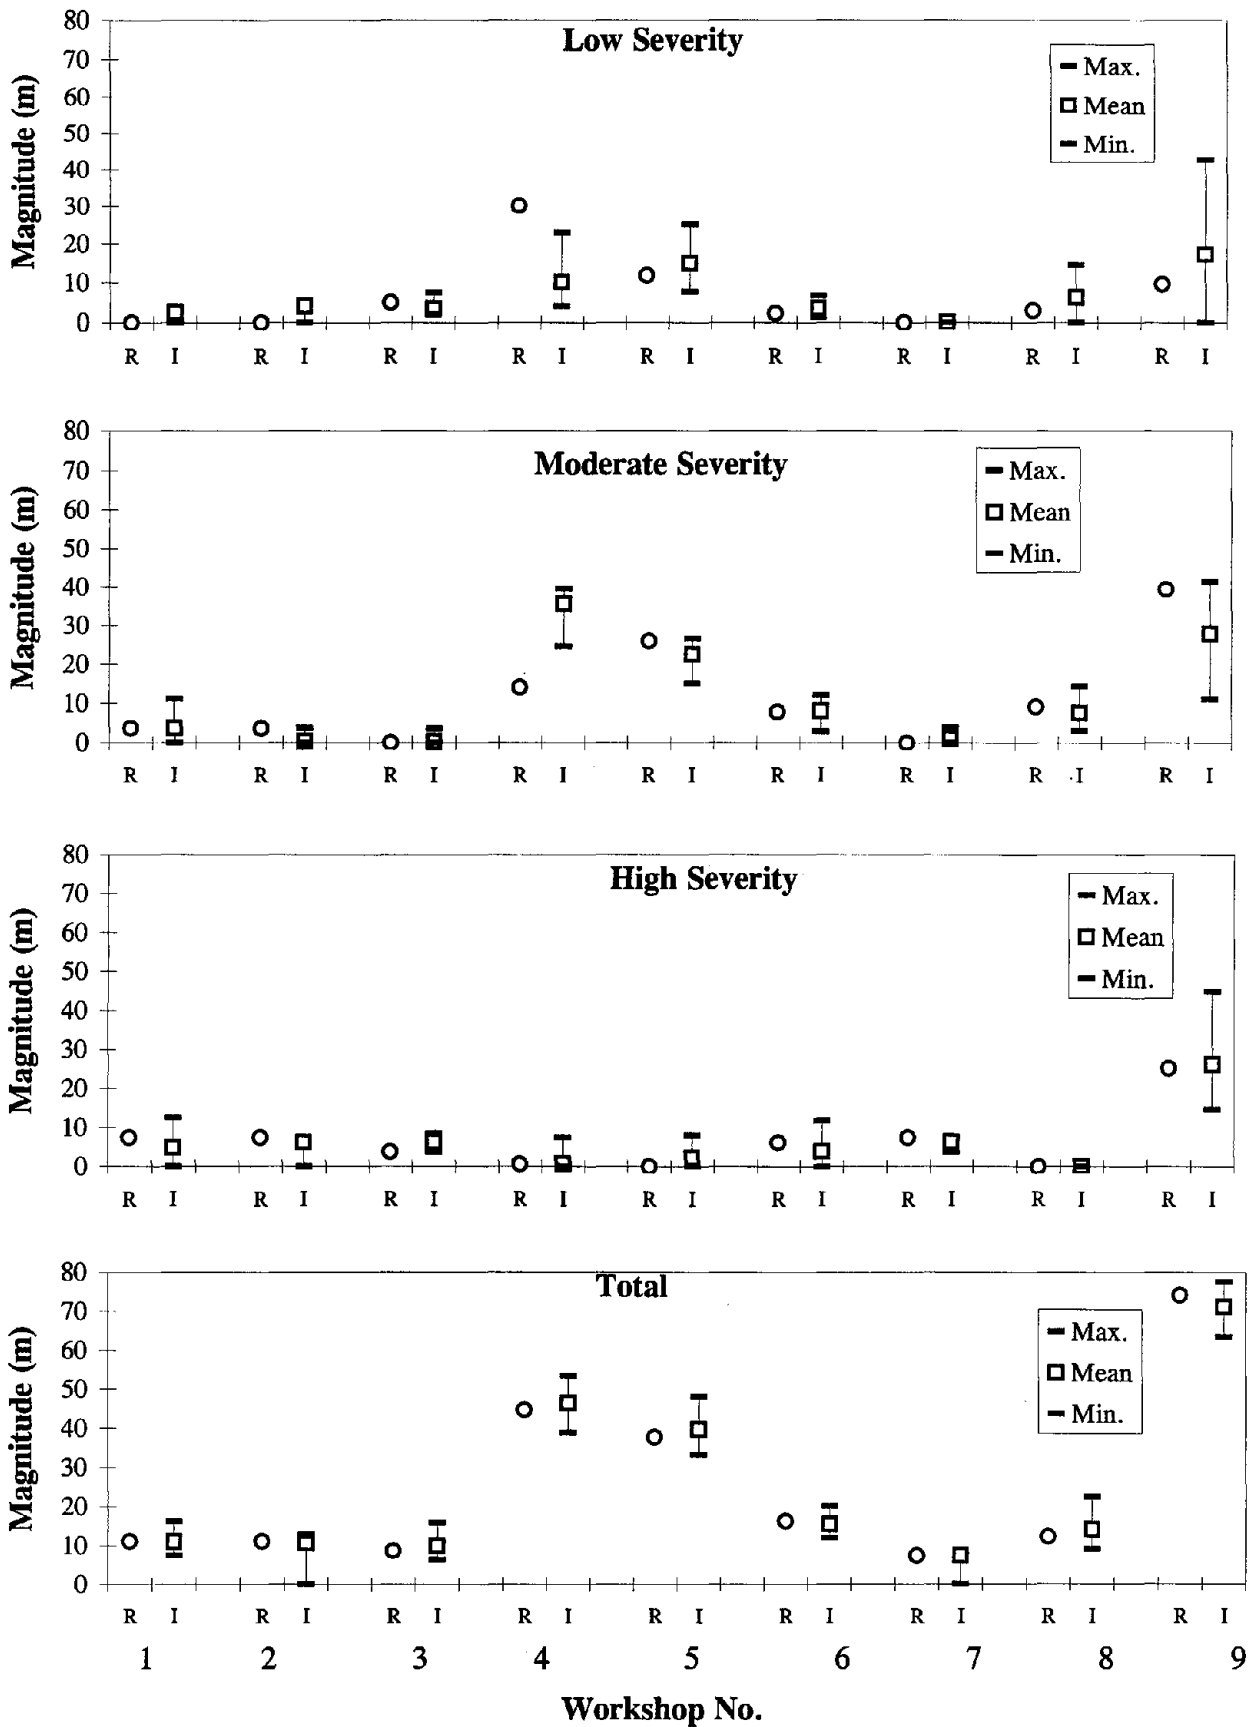 Low Severity
Magnitude (m)
80
70
60
50
40
30
20
10
0
Max.
Mean
Min.
R I R I R I R I R I R I R I R I R I
Moderate Severity
Magnitude (m)
80
70
60
50
40
30
20
10
0
Max.
Mean
Min.
R I R I R I R I R I R I R I R I R I
High Severity
Magnitude (m)
80
70
60
50
40
30
20
10
0
Max.
Mean
Min.
R I R I R I R I R I R I R I R I R I
Total
Magnitude (m)
80
70
60
50
40
30
20
10
0
Max.
Mean
Min.
R I R I R I R I R I R I R I R I R I
1 2 3 4 5 6 7 8 9
Workshop No.